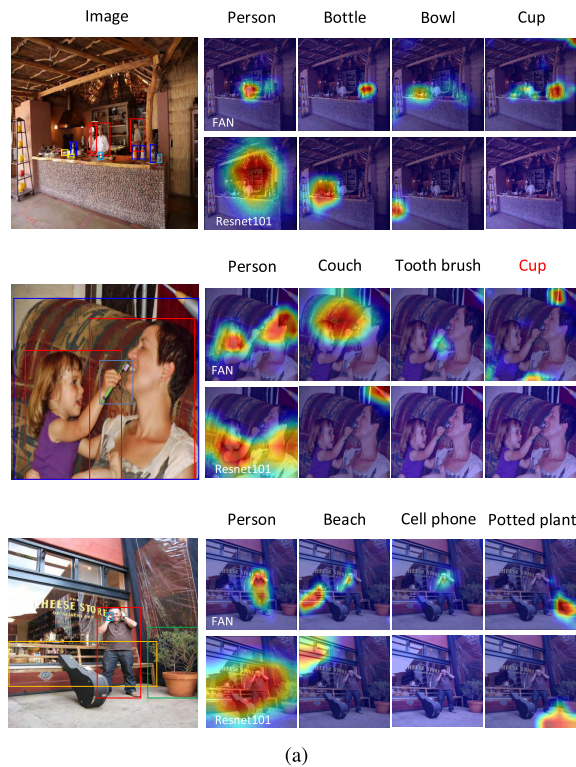 Image Person Bottle Bowl Cup
FAN
Resnet101
Person Couch Tooth brush Cup
FAN
Resnet101
Person Beach Cell phone Potted plant
CHEESE STORE
FAN
Resnet101
(a)